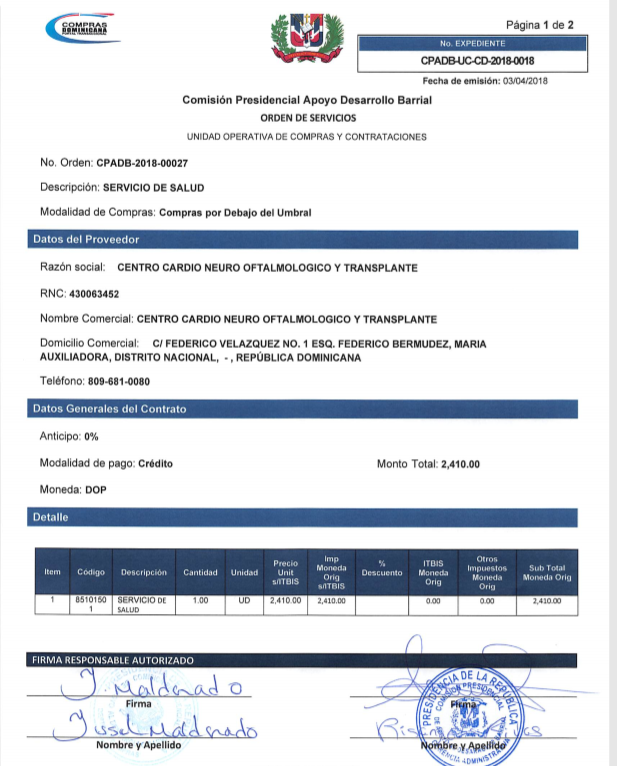 COMPRAS
DOMINICANA
Página 1 de 2
No. EXPEDIENTE
CPADB-UC-CD-2018-0018
Fecha de emisión: 03/04/2018
Comisión Presidencial Apoyo Desarrollo Barrial
ORDEN DE SERVICIOS
UNIDAD OPERATIVA DE COMPRAS Y CONTRATACIONES
No. Orden: CPADB-2018-00027
Descripción: SERVICIO DE SALUD
Modalidad de Compras: Compras por Debajo del Umbral
Datos del Proveedor
Razón social: CENTRO CARDIO NEURO OFTALMOLOGICO Y TRANSPLANTE
RNC: 430063452
Nombre Comercial: CENTRO CARDIO NEURO OFTALMOLOGICO Y TRANSPLANTE
Domicilio Comercial: C/ FEDERICO VELAZQUEZ NO. 1 ESQ. FEDERICO BERMUDEZ, MARIA
AUXILIADORA, DISTRITO NACIONAL, - , REPÚBLICA DOMINICANA
Teléfono: 809-681-0080
Datos Generales del Contrato
Anticipo: 0%
Modalidad de pago: Crédito Monto Total: 2,410.00
Moneda: DOP
Detalle
Item Código Descripción Cantidad Unidad Precio Unit s/ITBIS Imp Moneda Orig s/ITBIS % Descuento ITBIS Moneda Orig Otros Impuestos Moneda Orig Sub Total Moneda Orig
1 85101501 SERVICIO DE SALUD 1.00 UD 2,410.00 2,410.00 0.00 0.00 2,410.00
FIRMA RESPONSABLE AUTORIZADO
J. Maldonado
Firma Firma
Maldonado
Nombre y Apellido Nombre y Apellido
PRESIDENCIA DE LA REPÚBLICA
COMISIÓN PRESIDENCIAL